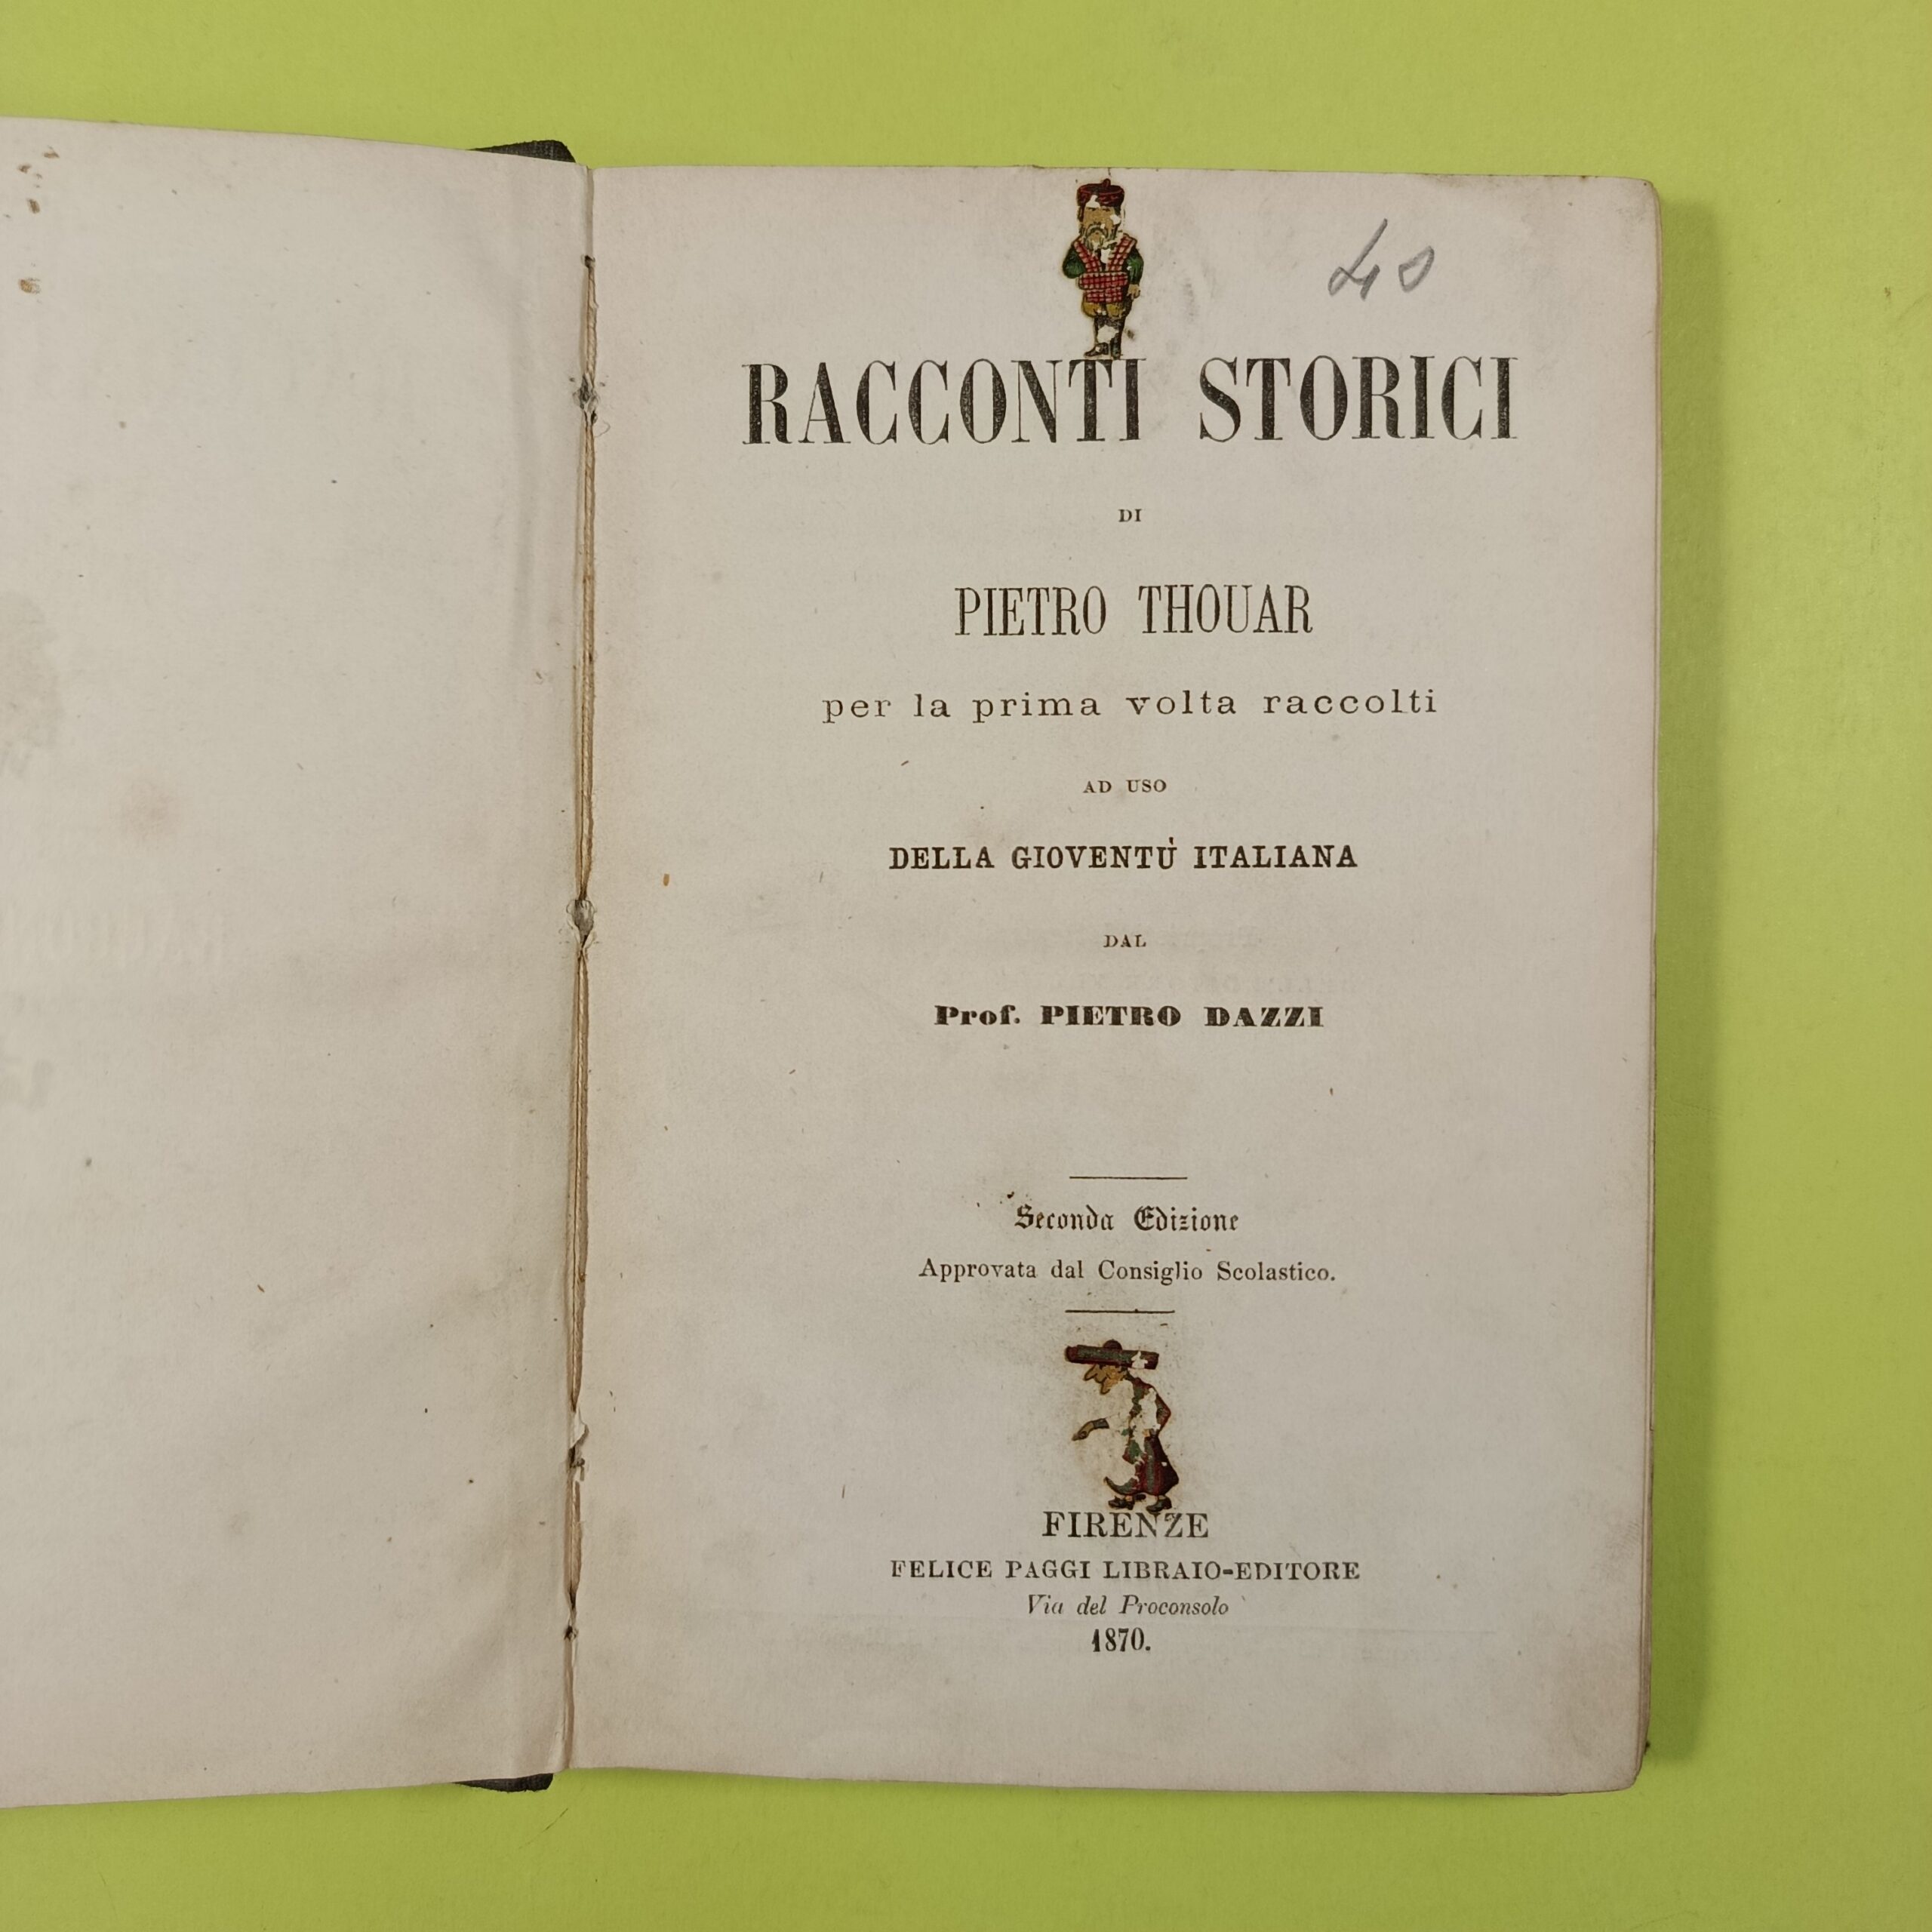 40
RACCONTI STORICI
DI
PIETRO THOUAR
per la prima volta raccolti
AD USO
DELLA GIOVENTÙ ITALIANA
DAL
Prof. PIETRO DAZZI
Seconda Edizione
Approvata dal Consiglio Scolastico.
FIRENZE
FELICE PAGGI LIBRAIO-EDITORE
Via del Proconsolo
1870.